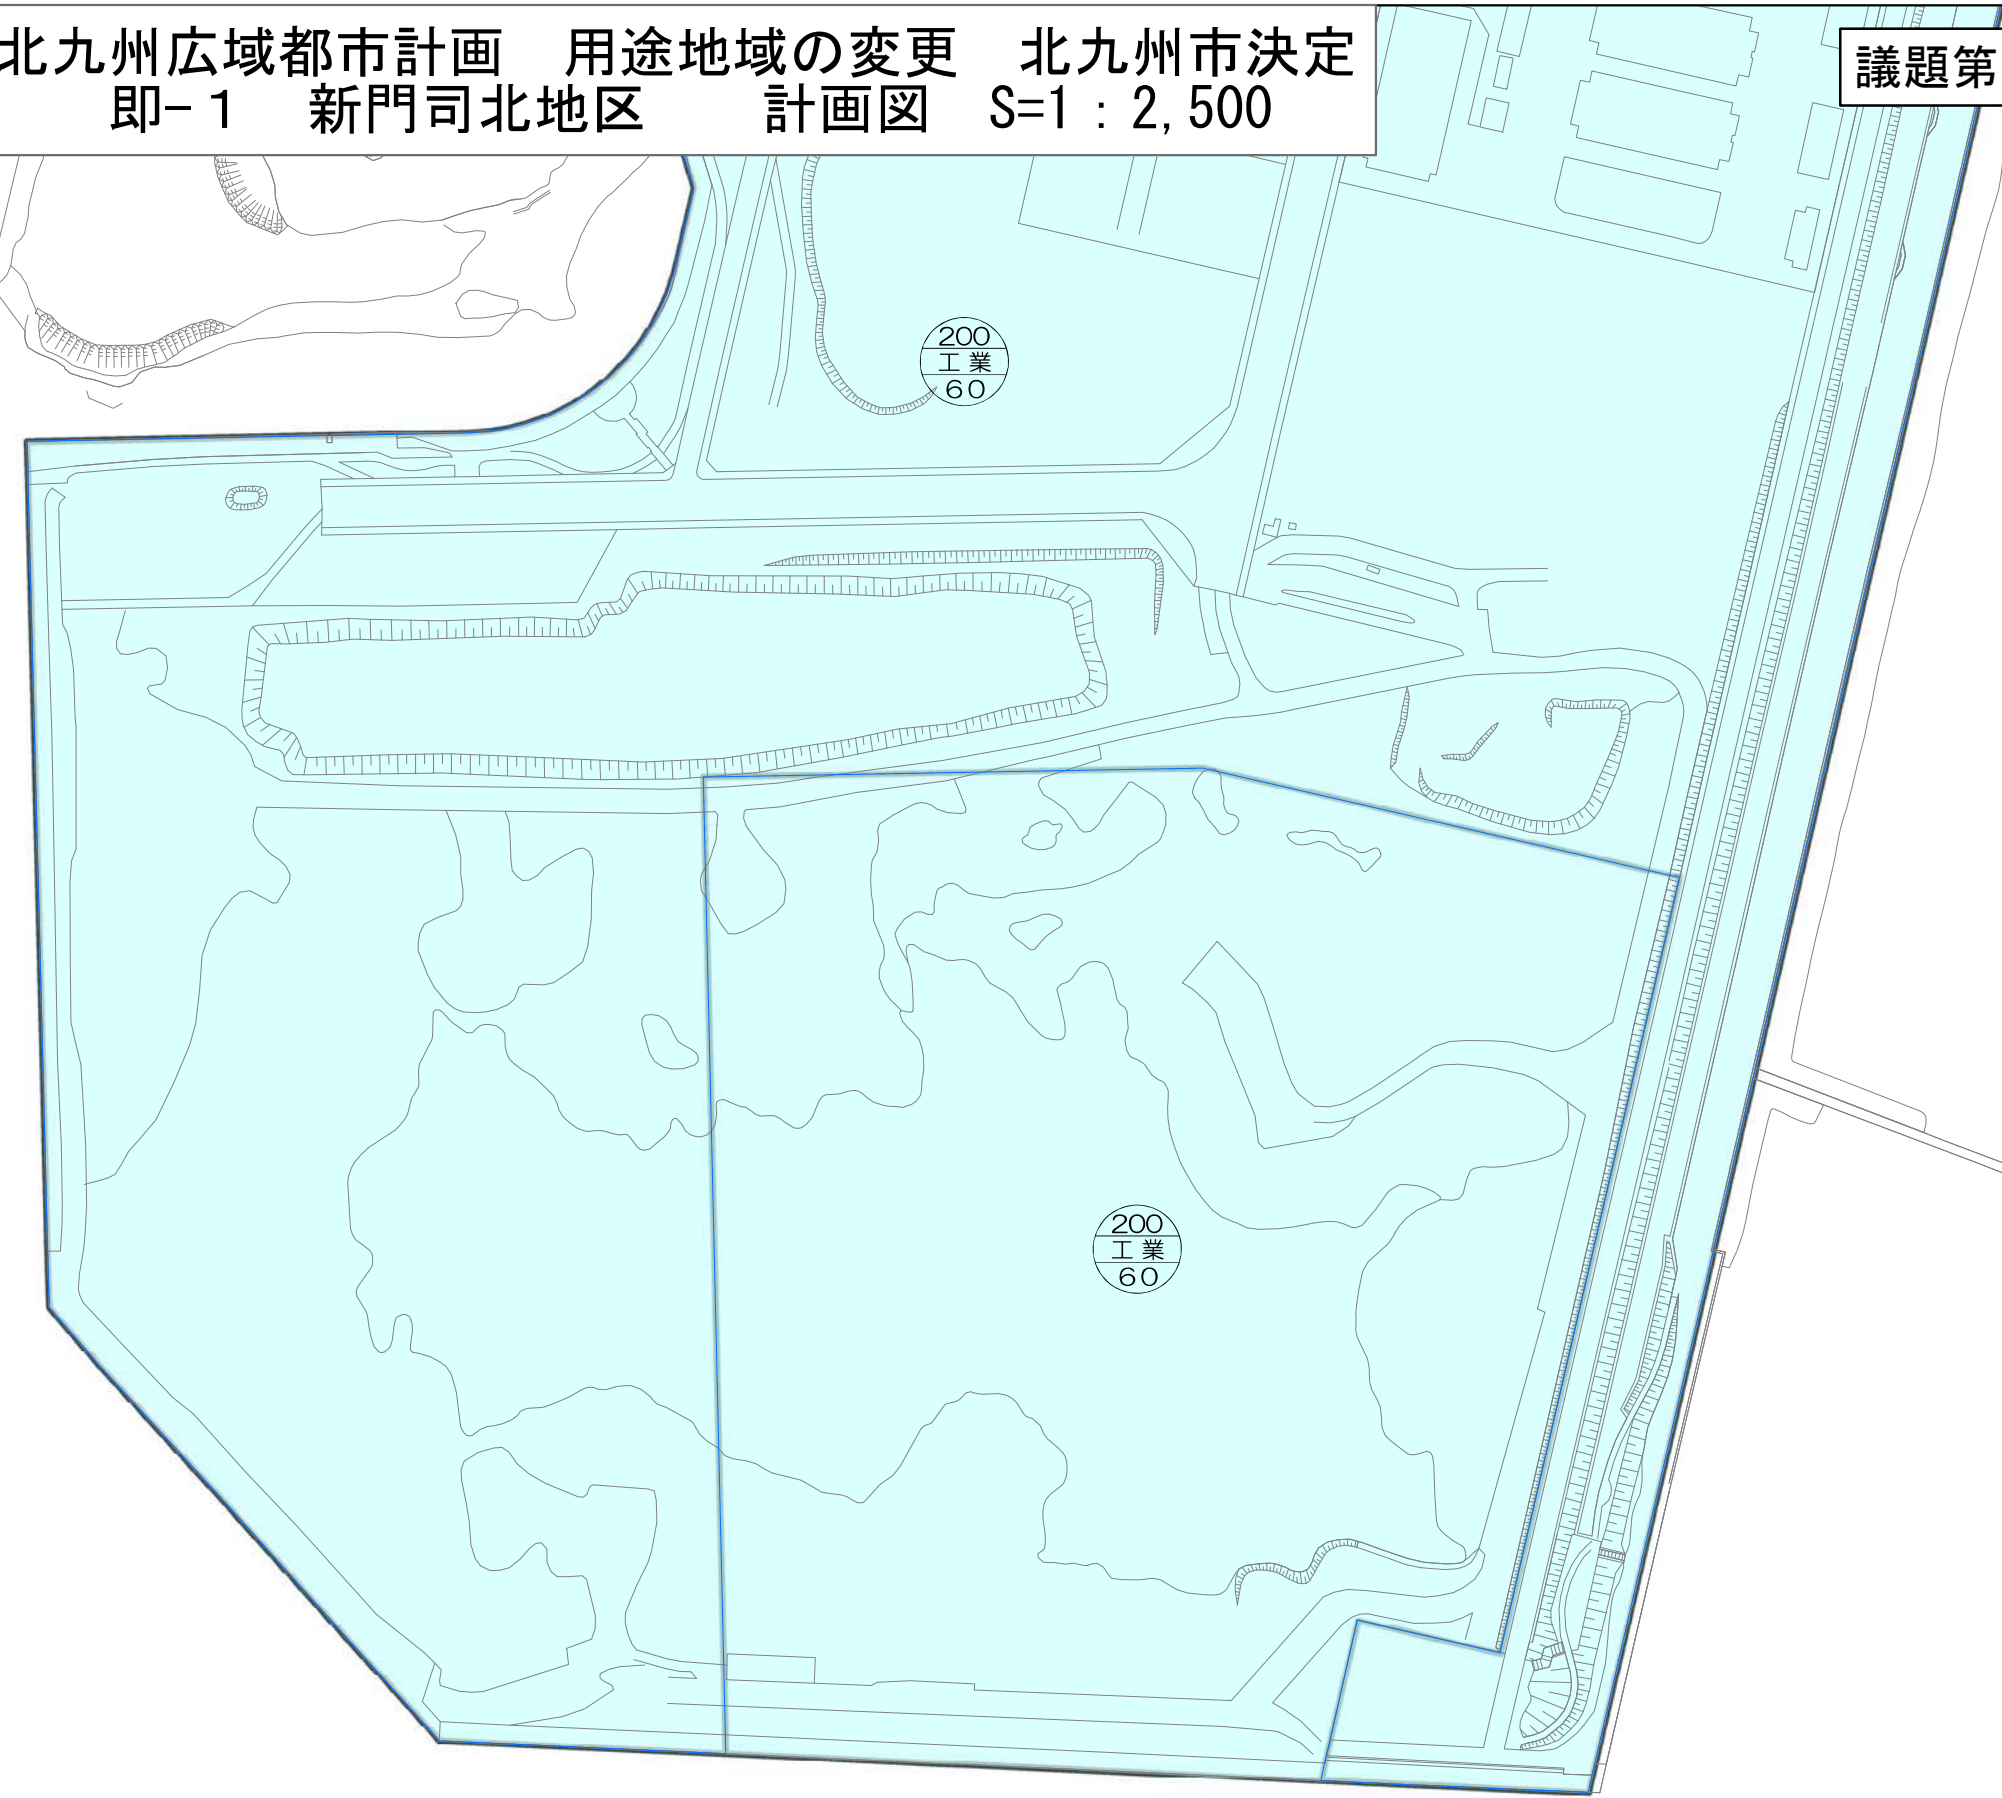 北九州広域都市計画　用途地域の変更　北九州市決定
即-1　新門司北地区　計画図　S=1：2,500
議題第
200
工業
60
200
工業
60